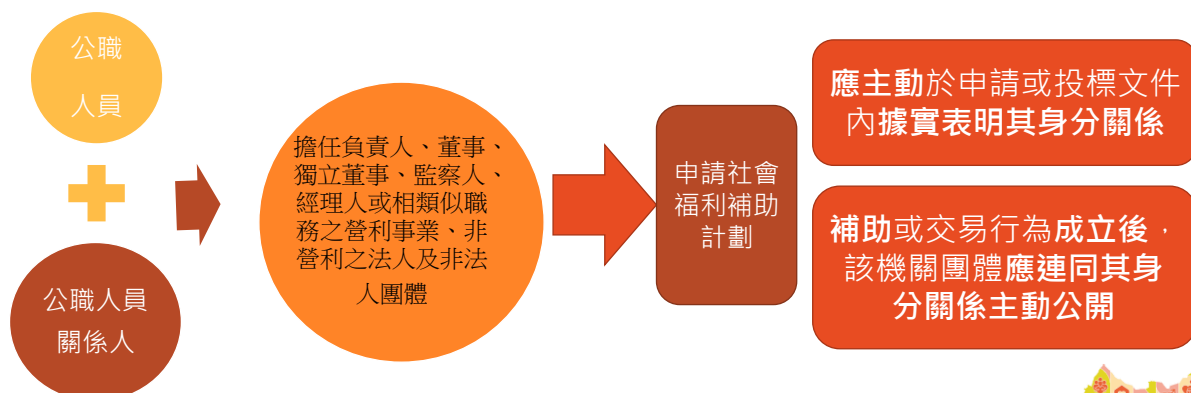 公職
人員
公職人員
關係人
擔任負責人、董事、
獨立董事、監察人、
經理人或相類似職
務之營利事業、非
營利之法人及非法
人團體
申請社會
福利補助
計劃
應主動於申請或投標文件
內據實表明其身分關係
補助或交易行為成立後，
該機關團體應連同其身
分關係主動公開